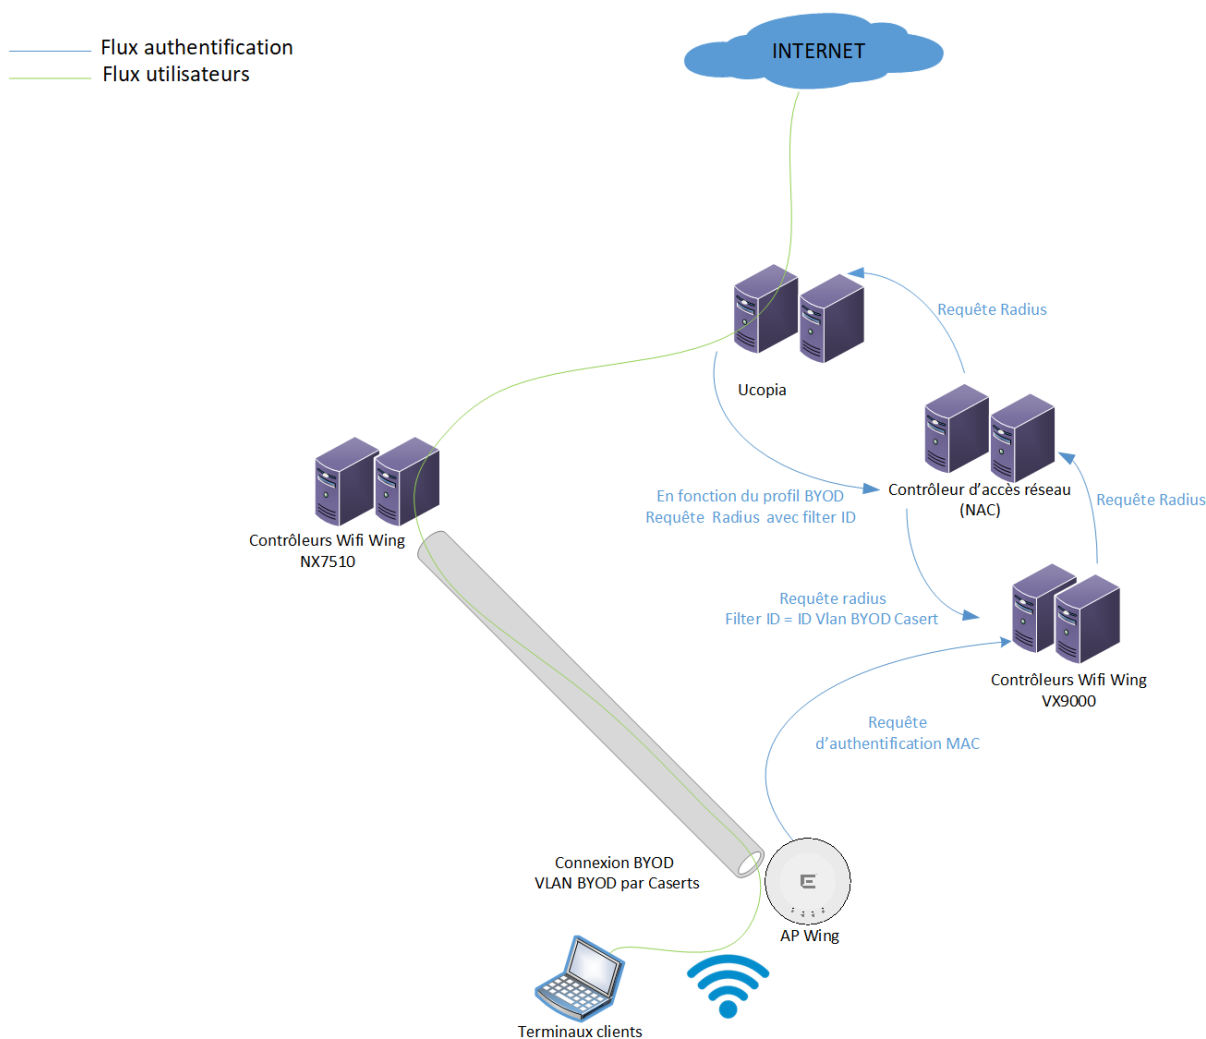 Flux authentification
Flux utilisateurs
INTERNET
Requête Radius
Ucopia
Contrôleur d’accès réseau
(NAC)
Requête Radius
En fonction du profil BYOD
Requête Radius avec filter ID
Contrôleurs Wifi Wing
NX7510
Requête radius
Filter ID = ID Vlan BYOD Casert
Contrôleurs Wifi Wing
VX9000
Requête
d’authentification MAC
Connexion BYOD
VLAN BYOD par Caserts
E
AP Wing
Terminaux clients